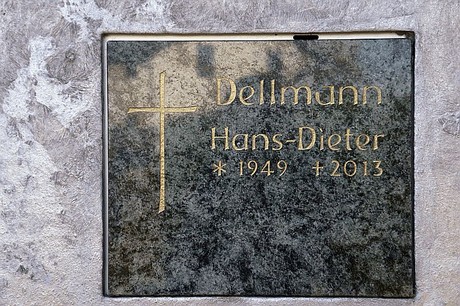 Dellmann
Hans-Dieter
* 1949 +2013